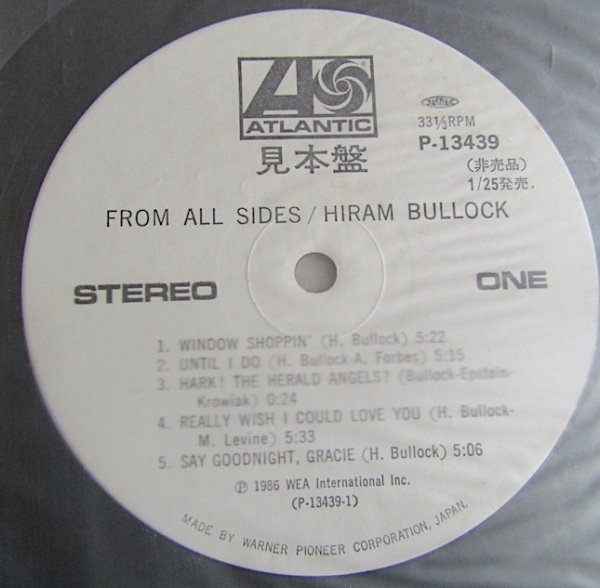 ATLANTIC
見本盤
JASRAC
33⅓RPM
P-13439
(非売品)
1/25発売.
FROM ALL SIDES / HIRAM BULLOCK
STEREO
ONE
1. WINDOW SHOPPIN' (H. Bullock) 5:22
2. UNTIL I DO (H. Bullock-A. Forbes) 5:15
3. HARK! THE HERALD ANGELS? (Bullock-Epstein-
Krowiak) 0:24
4. REALLY WISH I COULD LOVE YOU (H. Bullock-
M. Levine) 5:33
5. SAY GOODNIGHT, GRACIE (H. Bullock) 5:06
℗ 1986 WEA International Inc.
(P-13439-1)
MADE BY WARNER PIONEER CORPORATION, JAPAN.